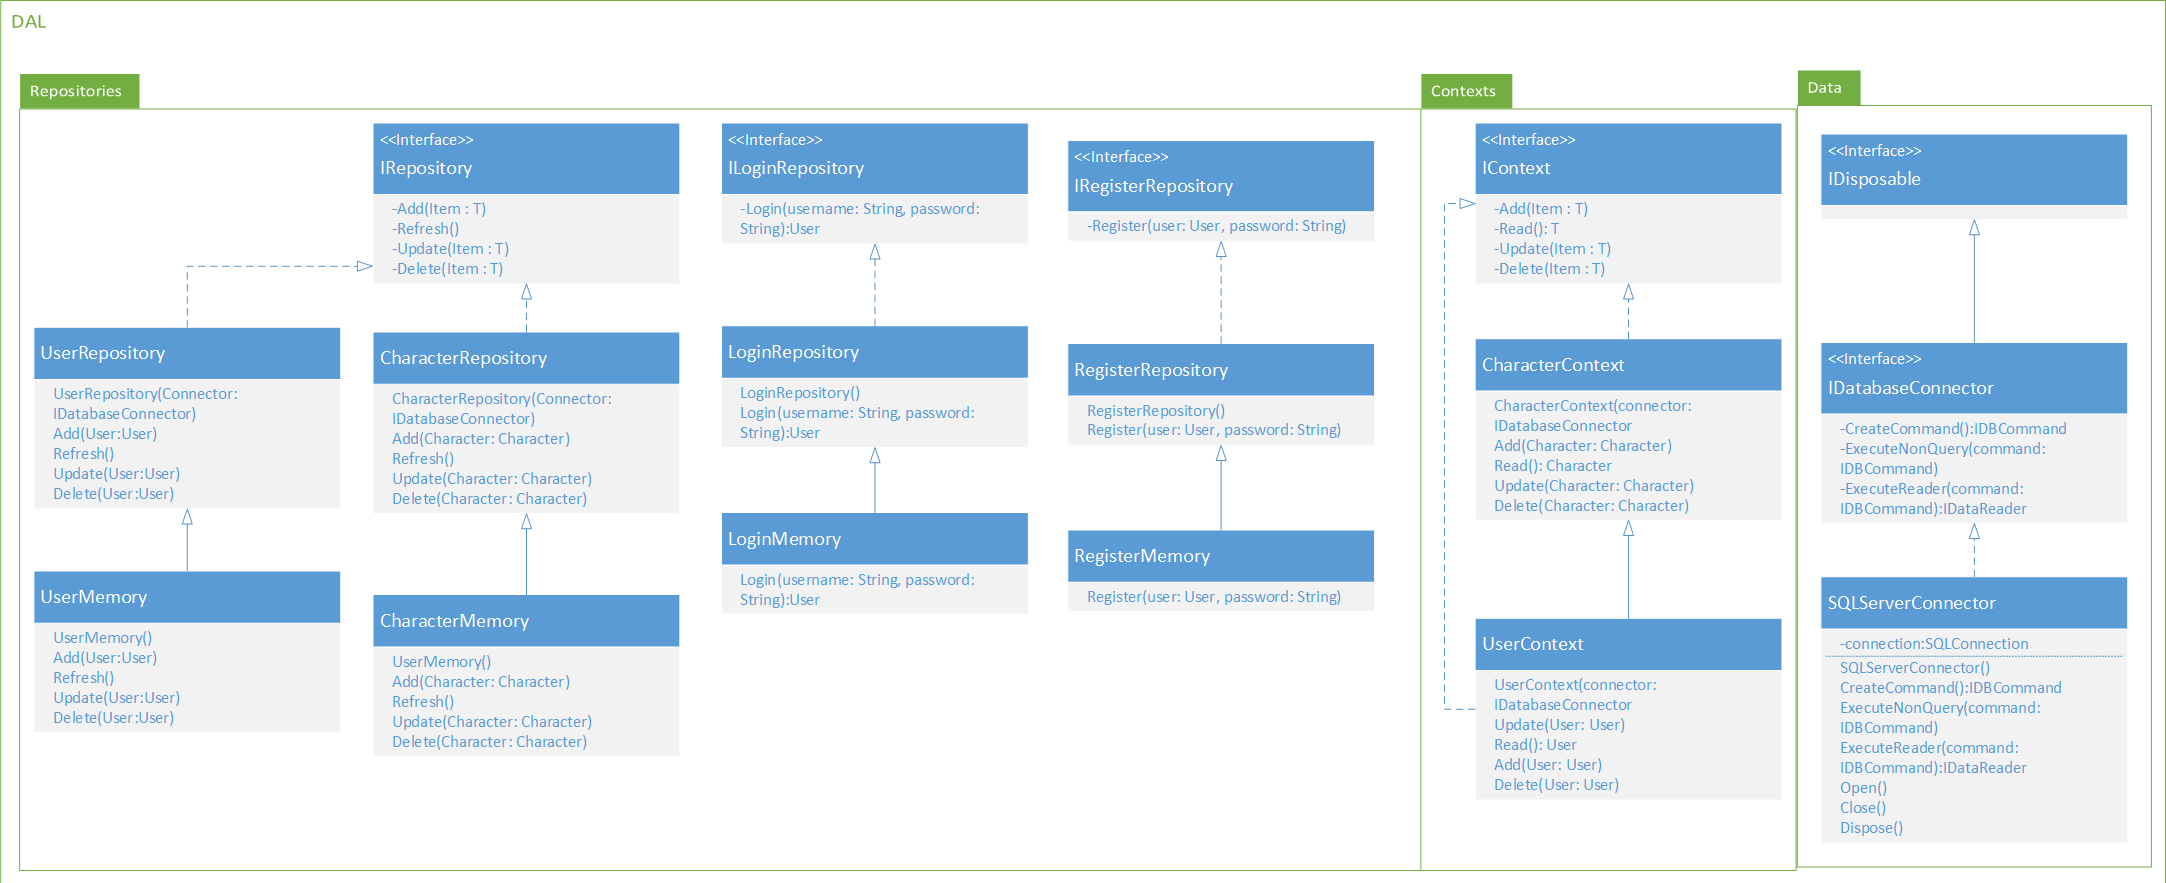 DAL
Repositories
<<Interface>>
IRepository
-Add(Item : T)
-Refresh()
-Update(Item : T)
-Delete(Item : T)
<<Interface>>
ILoginRepository
-Login(username: String, password:
String):User
<<Interface>>
IRegisterRepository
-Register(user: User, password: String)
UserRepository
UserRepository(Connector:
IDatabaseConnector)
Add(User:User)
Refresh()
Update(User:User)
Delete(User:User)
CharacterRepository
CharacterRepository(Connector:
IDatabaseConnector)
Add(Character: Character)
Refresh()
Update(Character: Character)
Delete(Character: Character)
LoginRepository
LoginRepository()
Login(username: String, password:
String):User
RegisterRepository
RegisterRepository()
Register(user: User, password: String)
UserMemory
UserMemory()
Add(User:User)
Refresh()
Update(User:User)
Delete(User:User)
CharacterMemory
UserMemory()
Add(Character: Character)
Refresh()
Update(Character: Character)
Delete(Character: Character)
LoginMemory
Login(username: String, password:
String):User
RegisterMemory
Register(user: User, password: String)
Contexts
<<Interface>>
IContext
-Add(Item : T)
-Read(): T
-Update(Item : T)
-Delete(Item : T)
CharacterContext
CharacterContext(connector:
IDatabaseConnector
Add(Character: Character)
Read(): Character
Update(Character: Character)
Delete(Character: Character)
UserContext
UserContext(connector:
IDatabaseConnector
Update(User: User)
Read(): User
Add(User: User)
Delete(User: User)
Data
<<Interface>>
IDisposable
<<Interface>>
IDatabaseConnector
-CreateCommand():IDBCommand
-ExecuteNonQuery(command:
IDBCommand)
-ExecuteReader(command:
IDBCommand):IDataReader
SQLServerConnector
-connection:SQLConnection
SQLServerConnector()
CreateCommand():IDBCommand
ExecuteNonQuery(command:
IDBCommand)
ExecuteReader(command:
IDBCommand):IDataReader
Open()
Close()
Dispose()